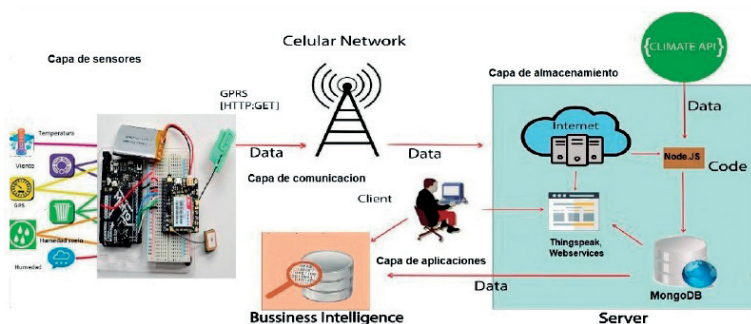 Capa de sensores
Temperatura
Viento
GPS
Humedad suelo
Humedad
GPRS
[HTTP:GET]
Data
Celular Network
Capa de comunicacion
Data
Client
Capa de almacenamiento
{CLIMATE API}
Data
Internet
Node.JS
Code
Thingspeak,
Webservices
MongoDB
Capa de aplicaciones
Data
Bussiness Intelligence
Server